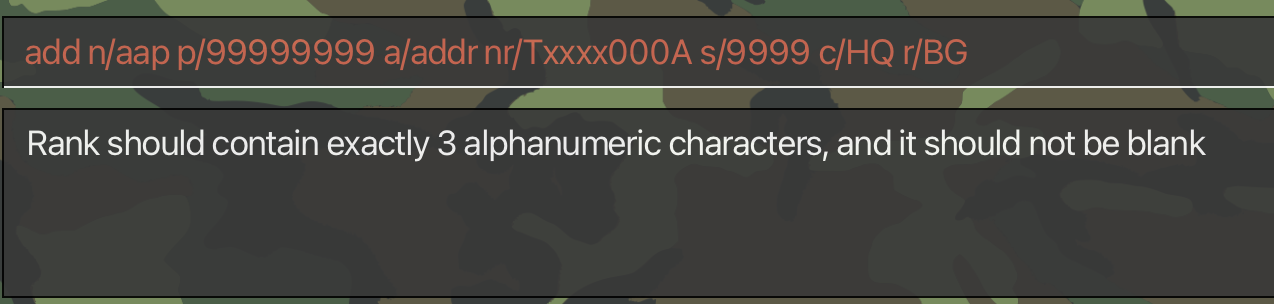 add n/aap p/99999999 a/addr nr/Txxxx000A s/9999 c/HQ r/BG
Rank should contain exactly 3 alphanumeric characters, and it should not be blank